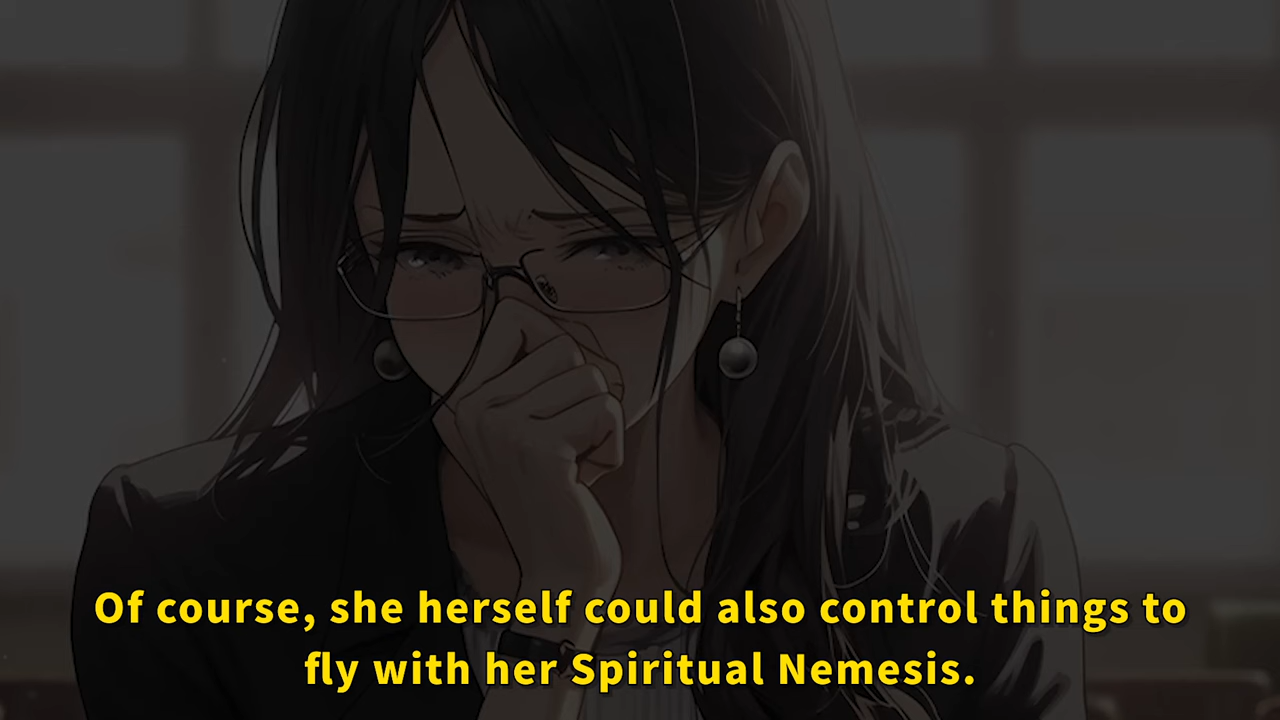 Of course, she herself could also control things to
fly with her Spiritual Nemesis.